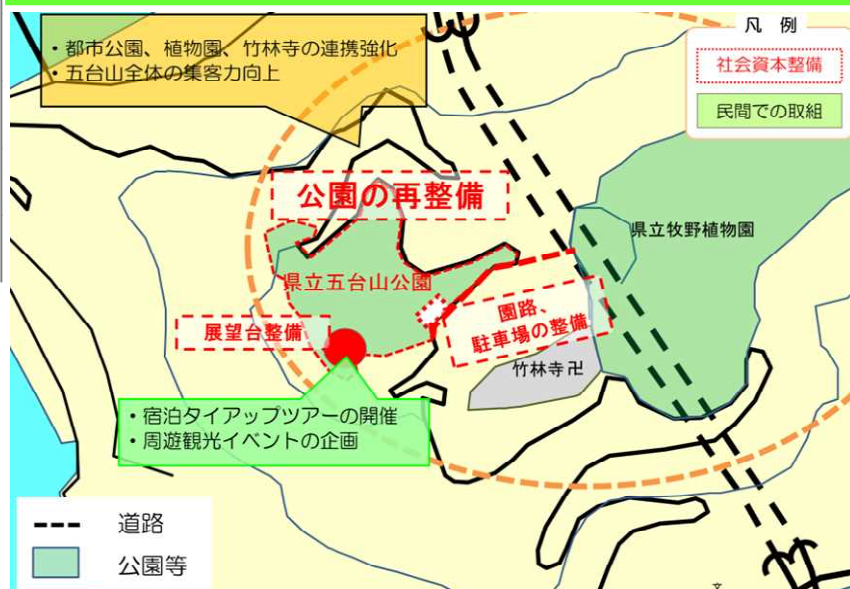 ・都市公園、植物園、竹林寺の連携強化
・五台山全体の集客力向上
凡 例
社会資本整備
民間での取組
公園の再整備
県立牧野植物園
県立五台山公園
園路、
駐車場の整備
展望台整備
竹林寺卍
・宿泊タイアップツアーの開催
・周遊観光イベントの企画
道路
公園等
文